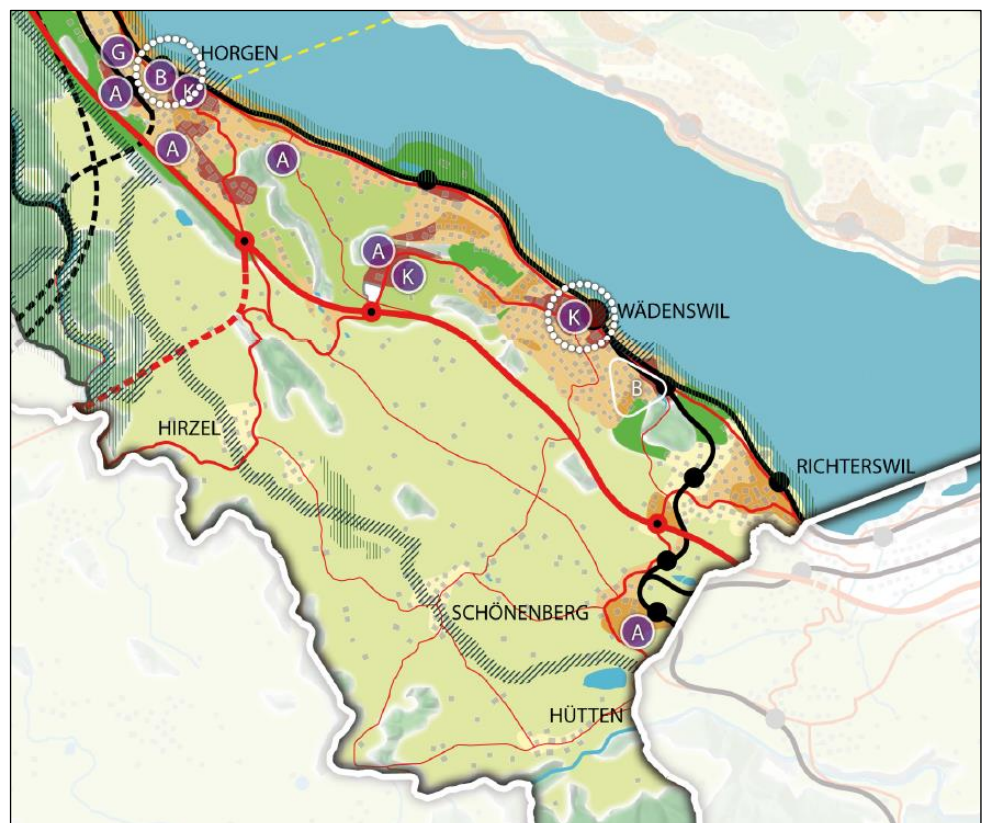 HORGEN
G
B
K
A
A
A
A
K
K
WÄDENSWIL
B
HIRZEL
RICHTERSWIL
SCHÖNENBERG
A
HÜTTEN